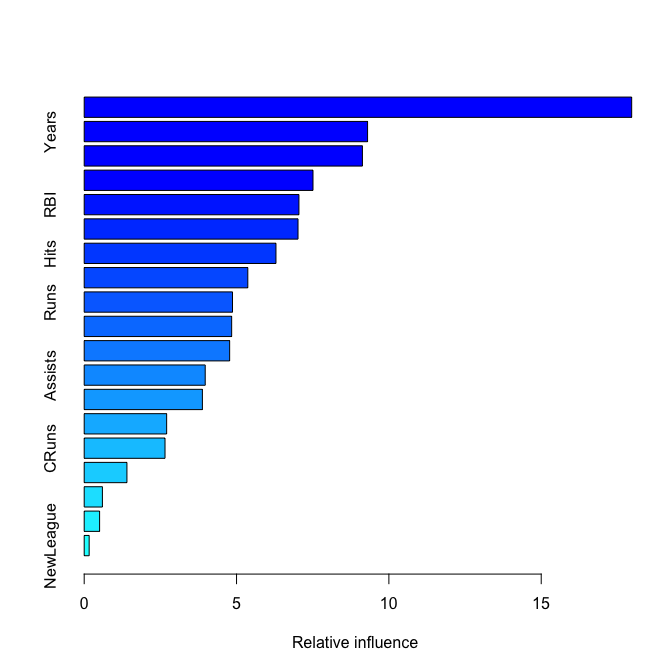 Years
RBI
Hits
Runs
Assists
CRuns
NewLeague
0 5 10 15
Relative influence